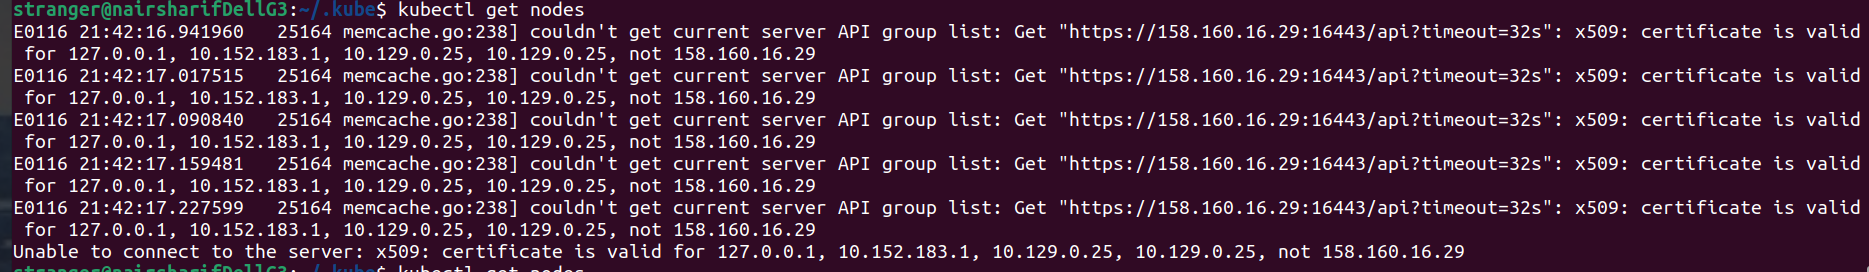 stranger@nairsharifDellG3:~/.kube$ kubectl get nodes
E0116 21:42:16.941960   25164 memcache.go:238] couldn't get current server API group list: Get "https://158.160.16.29:16443/api?timeout=32s": x509: certificate is valid
 for 127.0.0.1, 10.152.183.1, 10.129.0.25, 10.129.0.25, not 158.160.16.29
E0116 21:42:17.017515   25164 memcache.go:238] couldn't get current server API group list: Get "https://158.160.16.29:16443/api?timeout=32s": x509: certificate is valid
 for 127.0.0.1, 10.152.183.1, 10.129.0.25, 10.129.0.25, not 158.160.16.29
E0116 21:42:17.090840   25164 memcache.go:238] couldn't get current server API group list: Get "https://158.160.16.29:16443/api?timeout=32s": x509: certificate is valid
 for 127.0.0.1, 10.152.183.1, 10.129.0.25, 10.129.0.25, not 158.160.16.29
E0116 21:42:17.159481   25164 memcache.go:238] couldn't get current server API group list: Get "https://158.160.16.29:16443/api?timeout=32s": x509: certificate is valid
 for 127.0.0.1, 10.152.183.1, 10.129.0.25, 10.129.0.25, not 158.160.16.29
E0116 21:42:17.227599   25164 memcache.go:238] couldn't get current server API group list: Get "https://158.160.16.29:16443/api?timeout=32s": x509: certificate is valid
 for 127.0.0.1, 10.152.183.1, 10.129.0.25, 10.129.0.25, not 158.160.16.29
Unable to connect to the server: x509: certificate is valid for 127.0.0.1, 10.152.183.1, 10.129.0.25, 10.129.0.25, not 158.160.16.29
stranger@nairsharifDellG3:~/.kube$ kubectl get nodes